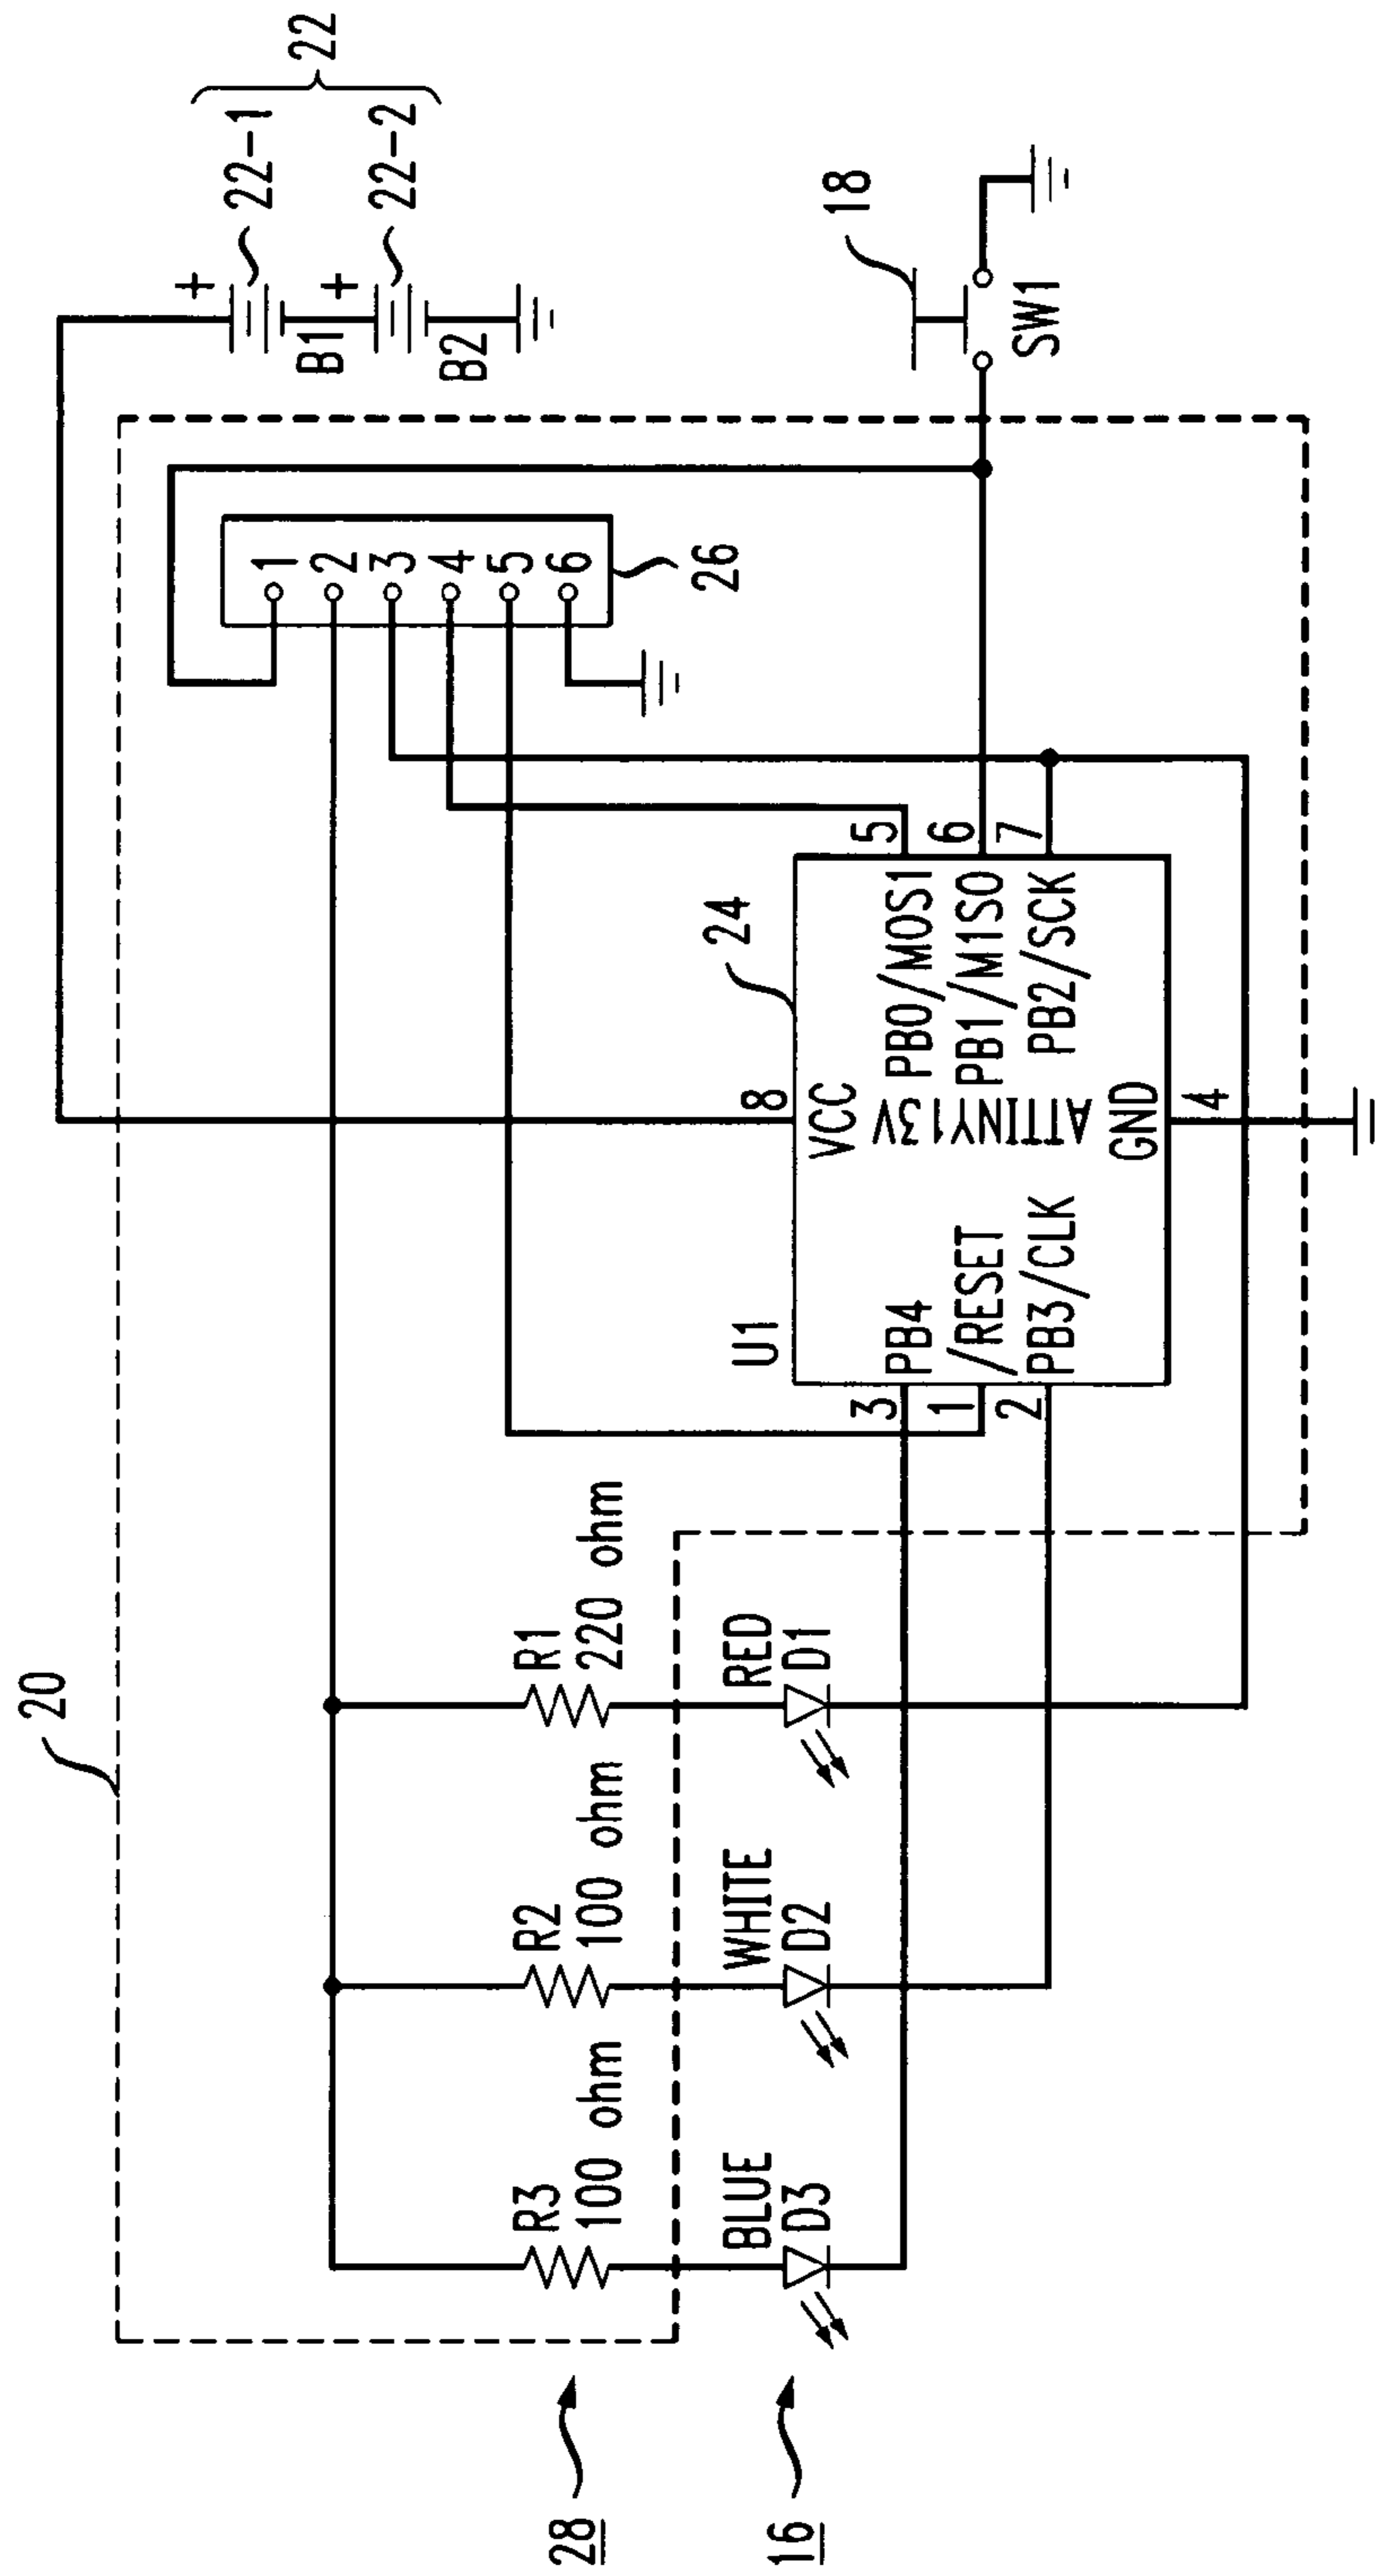 20
22
22-1
22-2
+
B1
+
B2
1
2
3
4
5
6
26
18
SW1
R3
100 ohm
R2
100 ohm
R1
220 ohm
28
BLUE
D3
WHITE
D2
RED
D1
16
U1
24
8
VCC
3
PB4
PB0/MOS1
5
1
/RESET
PB1/M1S0
6
2
PB3/CLK
PB2/SCK
7
ATTINY13V
GND
4